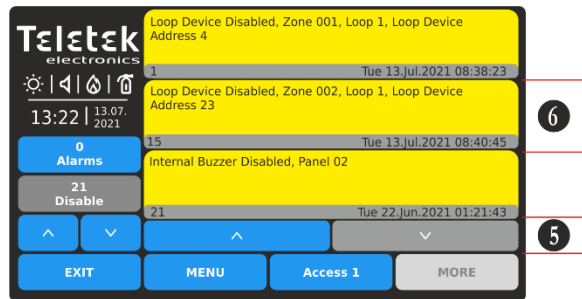 Teletek
electronics
13:22 13.07.
2021
0
Alarms
21
Disable
EXIT
Loop Device Disabled, Zone 001, Loop 1, Loop Device
Address 4
1 Tue 13.Jul.2021 08:38:23
Loop Device Disabled, Zone 002, Loop 1, Loop Device
Address 23
15 Tue 13.Jul.2021 08:40:45
Internal Buzzer Disabled, Panel 02
21 Tue 22.Jun.2021 01:21:43
MENU
Access 1
MORE
6
5